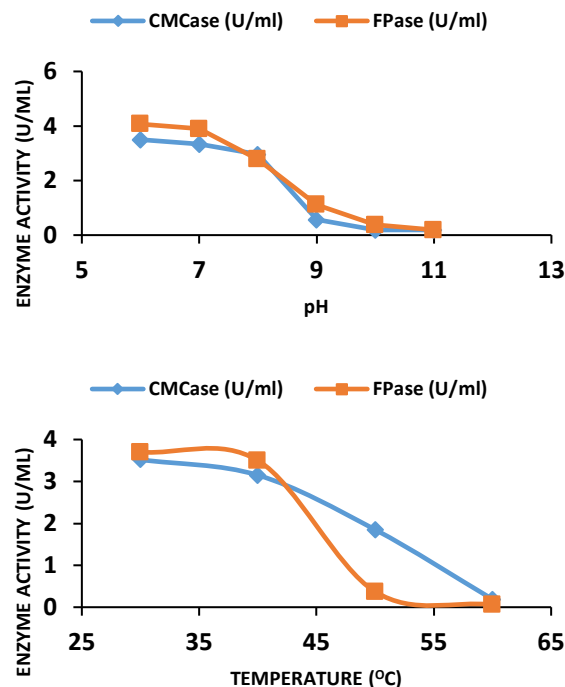 CMCase (U/ml) FPase (U/ml)
ENZYME ACTIVITY (U/ML)
6
4
2
0
5 7 9 11 13
pH
CMCase (U/ml) FPase (U/ml)
ENZYME ACTIVITY (U/ML)
4
3
2
1
0
25 35 45 55 65
TEMPERATURE (ᴼC)